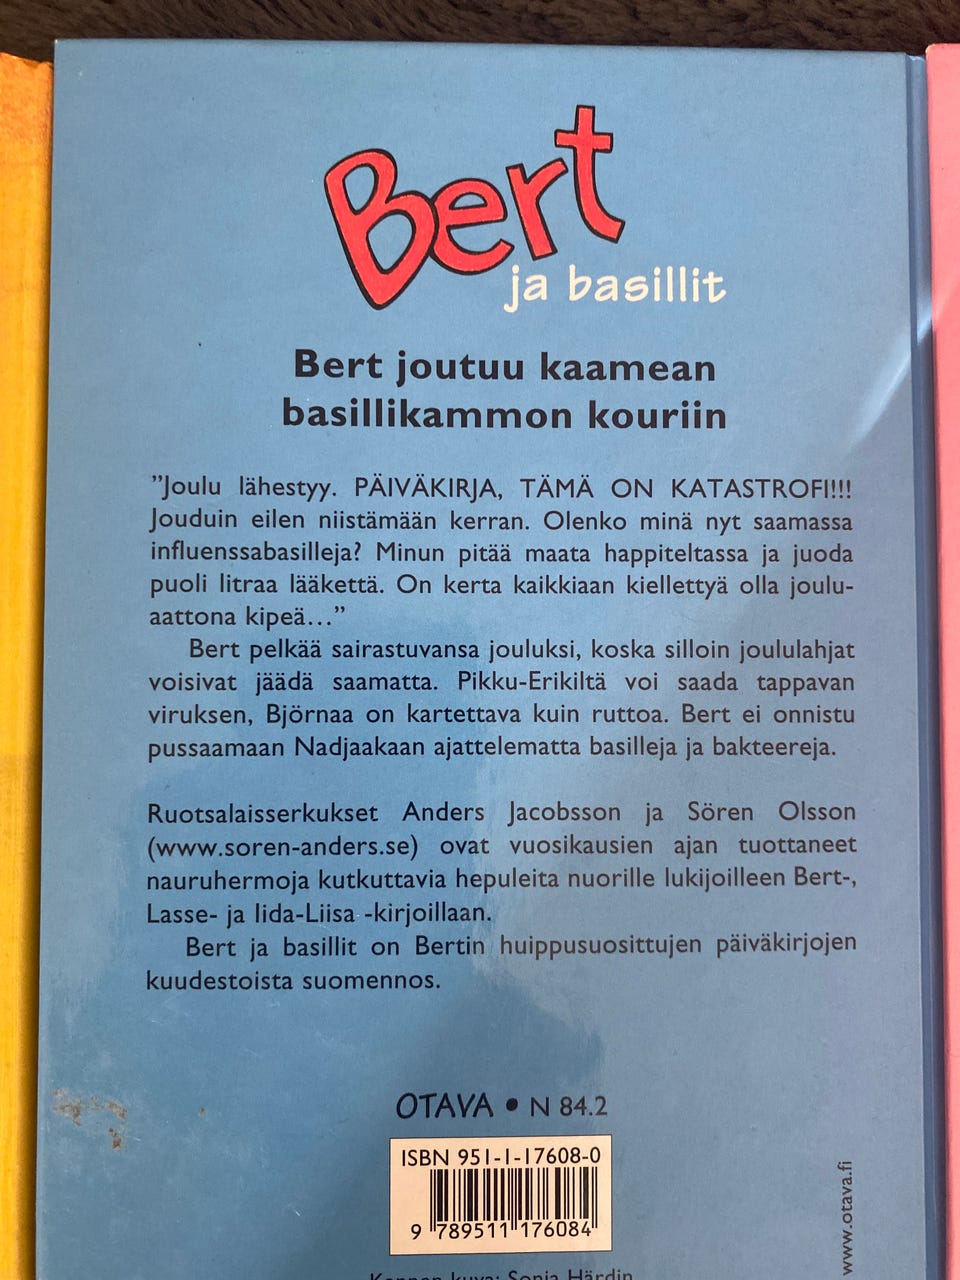 Bert
ja basillit
Bert joutuu kaamean
basillikammon kouriin
”Joulu lähestyy. PÄIVÄKIRJA, TÄMÄ ON KATASTROFI!!!
Jouduin eilen niistämään kerran. Olenko minä nyt saamassa
influenssabasilleja? Minun pitää maata happiteltassa ja juoda
puoli litraa lääkettä. On kerta kaikkiaan kiellettyä olla joulu-
aattona kipeä...”
Bert pelkää sairastuvansa jouluksi, koska silloin joululahjat
voisivat jäädä saamatta. Pikku-Erikiltä voi saada tappavan
viruksen, Björnaa on kartettava kuin ruttoa. Bert ei onnistu
pussaamaan Nadjaakaan ajattelematta basilleja ja bakteereja.
Ruotsalaisserkukset Anders Jacobsson ja Sören Olsson
(www.soren-anders.se) ovat vuosikausien ajan tuottaneet
nauruhermoja kutkuttavia hepuleita nuorille lukijoilleen Bert-,
Lasse- ja Iida-Liisa -kirjoillaan.
Bert ja basillit on Bertin huippusuosittujen päiväkirjojen
kuudestoista suomennos.
OTAVA • N 84.2
ISBN 951-1-17608-0
9 789511 176084
www.otava.fi
Kannen kuva: Sonja Härdin